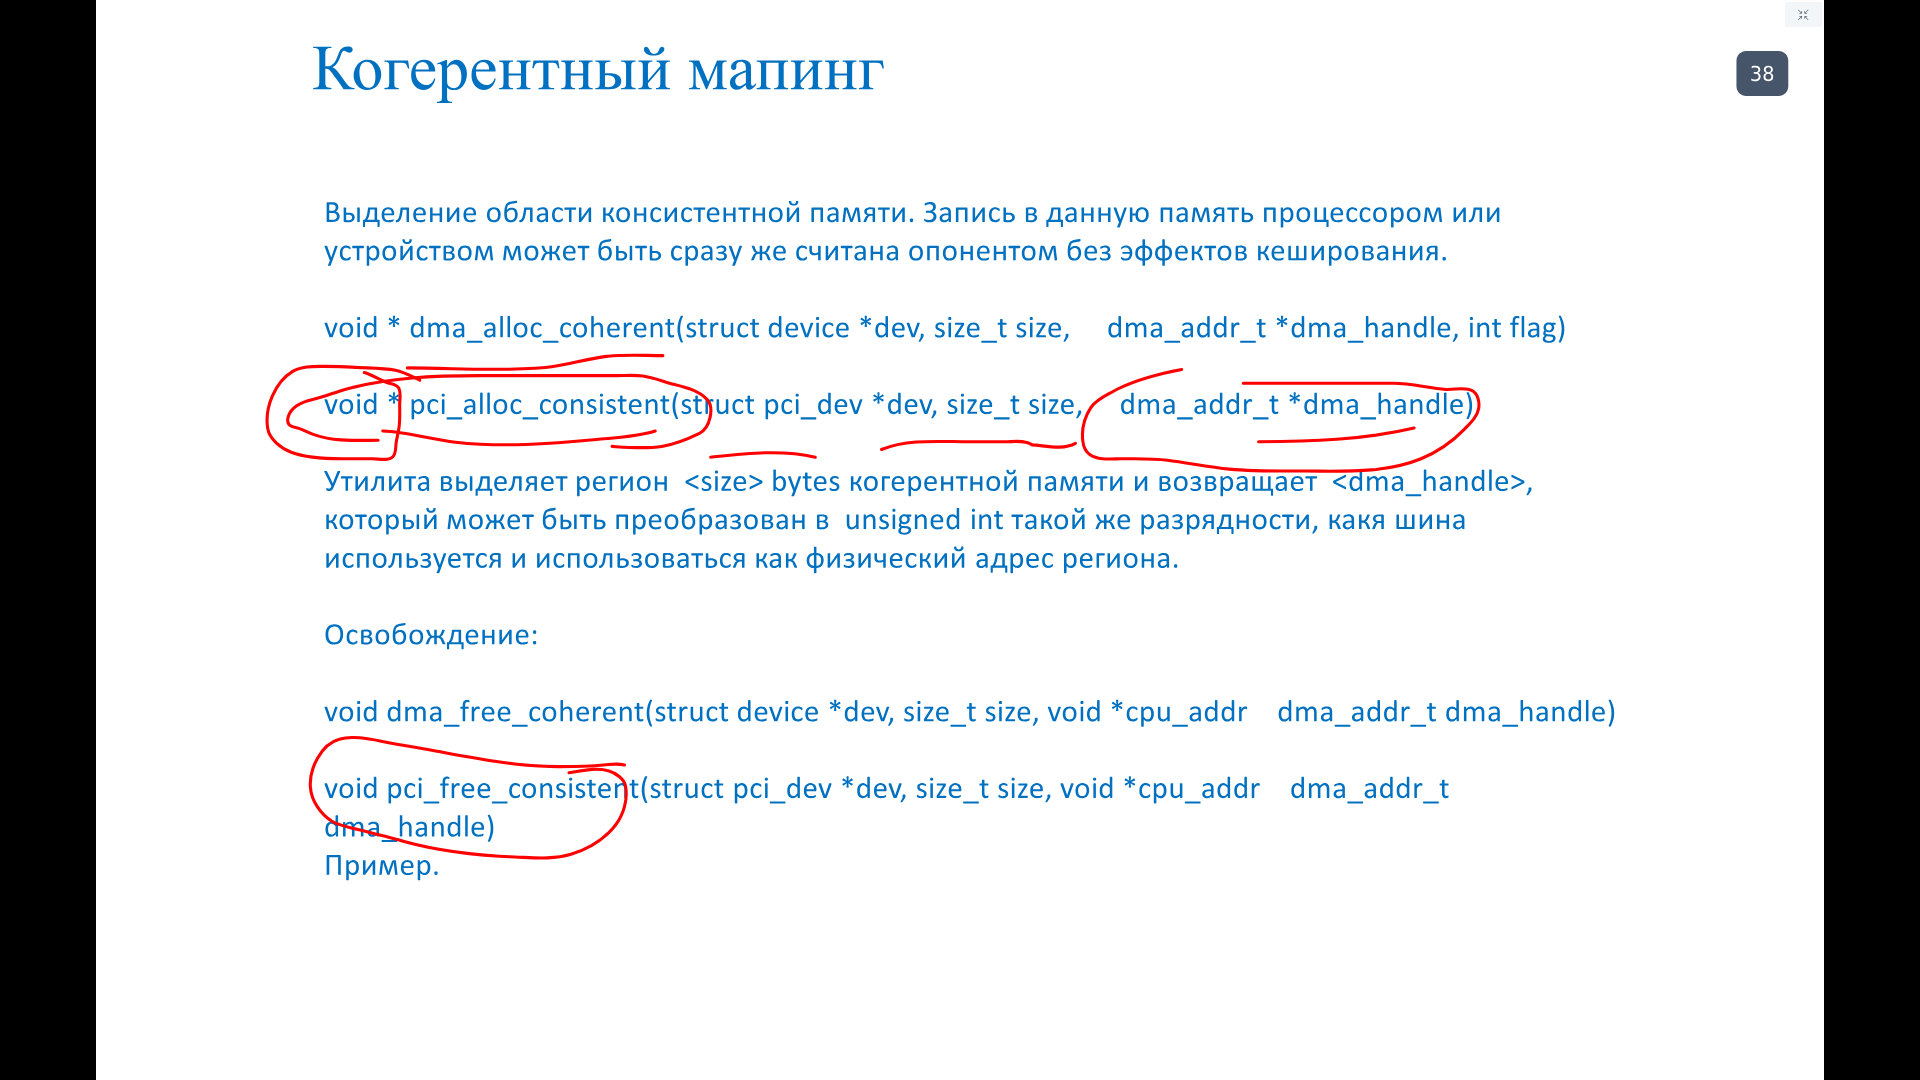 Когерентный мапинг
38
Выделение области консистентной памяти. Запись в данную память процессором или
устройством может быть сразу же считана опонентом без эффектов кеширования.
void * dma_alloc_coherent(struct device *dev, size_t size, dma_addr_t *dma_handle, int flag)
void * pci_alloc_consistent(struct pci_dev *dev, size_t size, dma_addr_t *dma_handle)
Утилита выделяет регион <size> bytes когерентной памяти и возвращает <dma_handle>,
который может быть преобразован в unsigned int такой же разрядности, какя шина
используется и использоваться как физический адрес региона.
Освобождение:
void dma_free_coherent(struct device *dev, size_t size, void *cpu_addr dma_addr_t dma_handle)
void pci_free_consistent(struct pci_dev *dev, size_t size, void *cpu_addr dma_addr_t
dma_handle)
Пример.